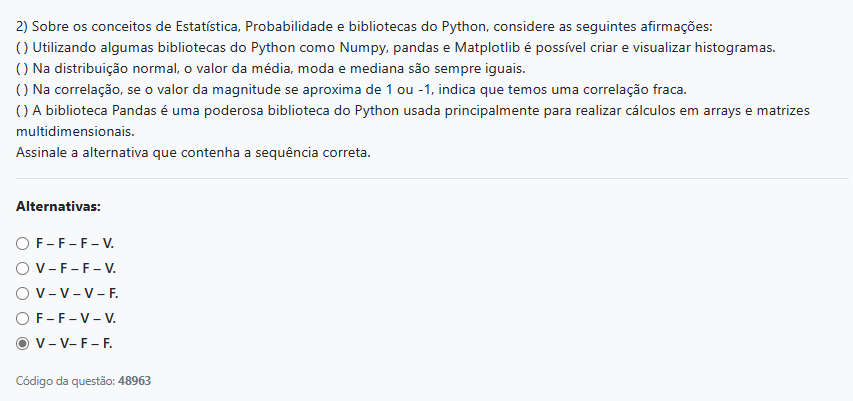 2) Sobre os conceitos de Estatística, Probabilidade e bibliotecas do Python, considere as seguintes afirmações:
( ) Utilizando algumas bibliotecas do Python como Numpy, pandas e Matplotlib é possível criar e visualizar histogramas.
( ) Na distribuição normal, o valor da média, moda e mediana são sempre iguais.
( ) Na correlação, se o valor da magnitude se aproxima de 1 ou -1, indica que temos uma correlação fraca.
( ) A biblioteca Pandas é uma poderosa biblioteca do Python usada principalmente para realizar cálculos em arrays e matrizes
multidimensionais.
Assinale a alternativa que contenha a sequência correta.
Alternativas:
F – F – F – V.
V – F – F – V.
V – V – V – F.
F – F – V – V.
V – V– F – F.
Código da questão: 48963